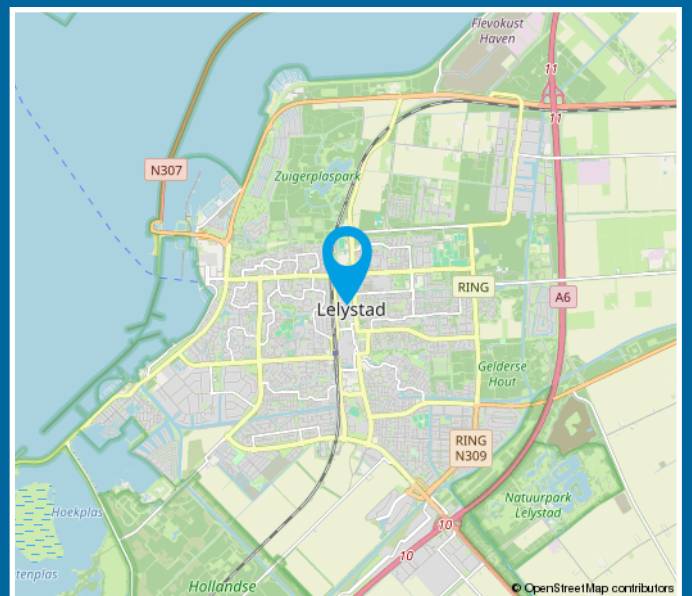 Flevokust
Haven
11
11
N307
Zuigerplaspark
RING
A6
Lelystad
Gelderse
Hout
RING
N309
Natuurpark
Lelystad
Hoekplas
10
10
tenplas
Hollandse
© OpenStreetMap contributors